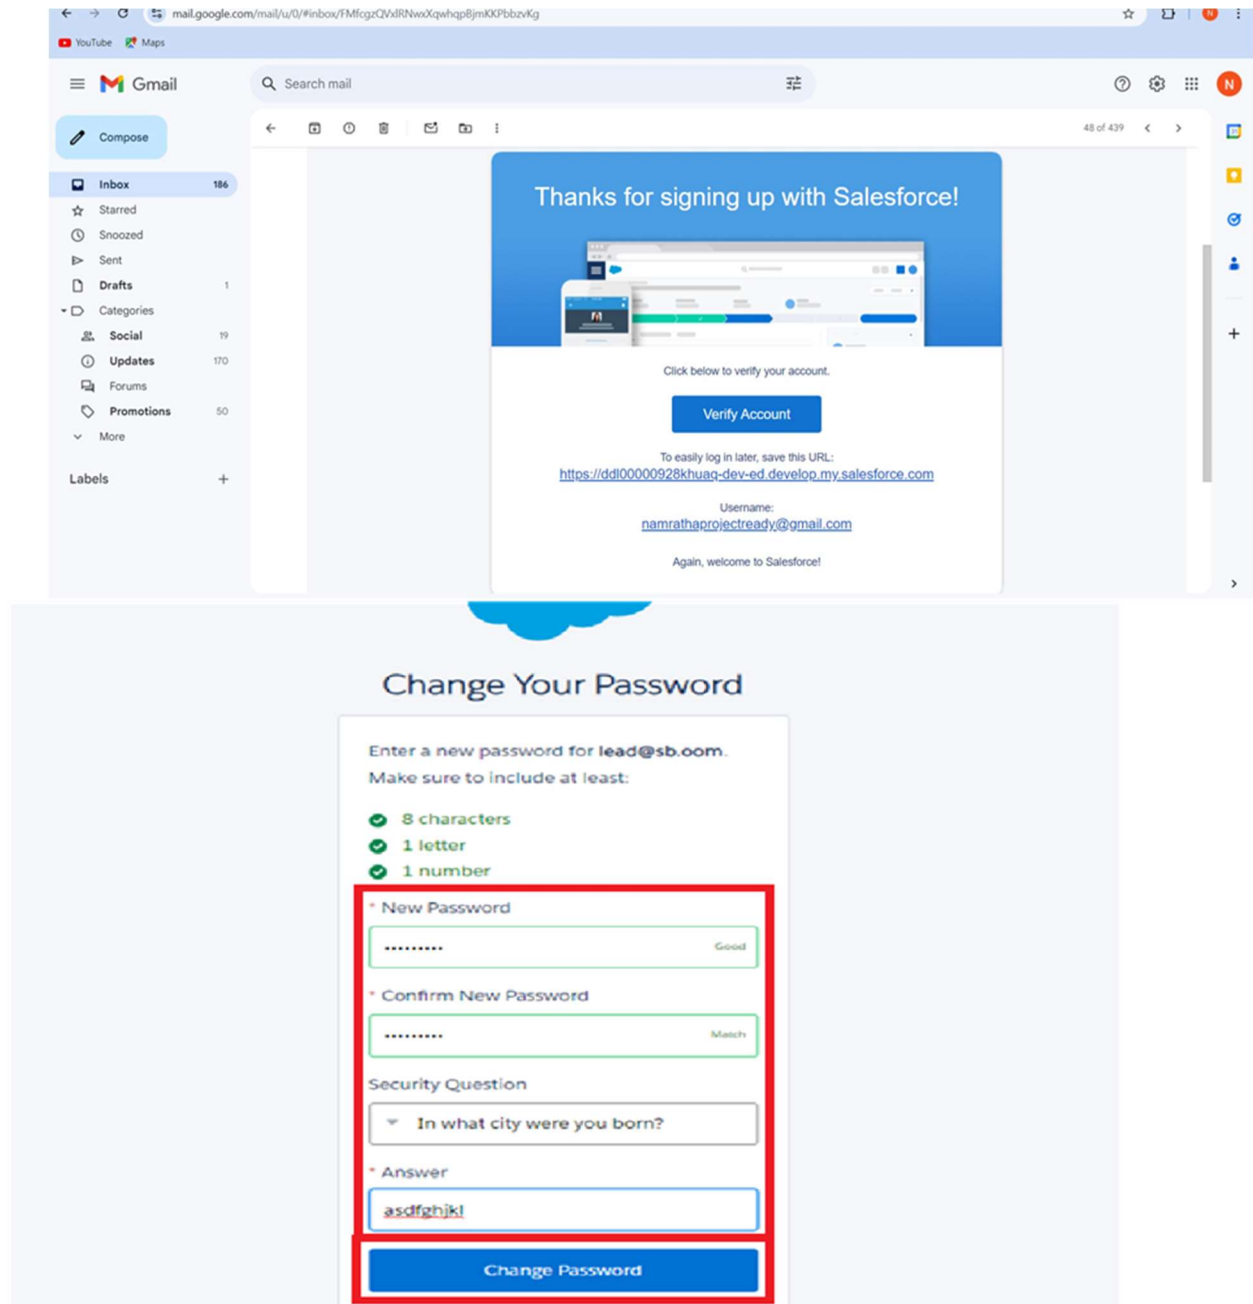 mail.google.com/mail/u/0/#inbox/FMfcgzQVxlRNwxXqwhqp8jmKKPbbzvKg
N
YouTube
Maps
Gmail
Search mail
N
Compose
48 of 439
Inbox 186
Starred
Snoozed
Sent
Drafts 1
Categories
Social 19
Updates 170
Forums
Promotions 50
More
Labels
Thanks for signing up with Salesforce!
Click below to verify your account.
Verify Account
To easily log in later, save this URL:
https://ddl00000928khuaq-dev-ed.develop.my.salesforce.com
Username:
namrathaprojectready@gmail.com
Again, welcome to Salesforce!
Change Your Password
Enter a new password for lead@sb.oom.
Make sure to include at least:
8 characters
1 letter
1 number
* New Password
Good
* Confirm New Password
Match
Security Question
In what city were you born?
* Answer
asdfghjkl
Change Password